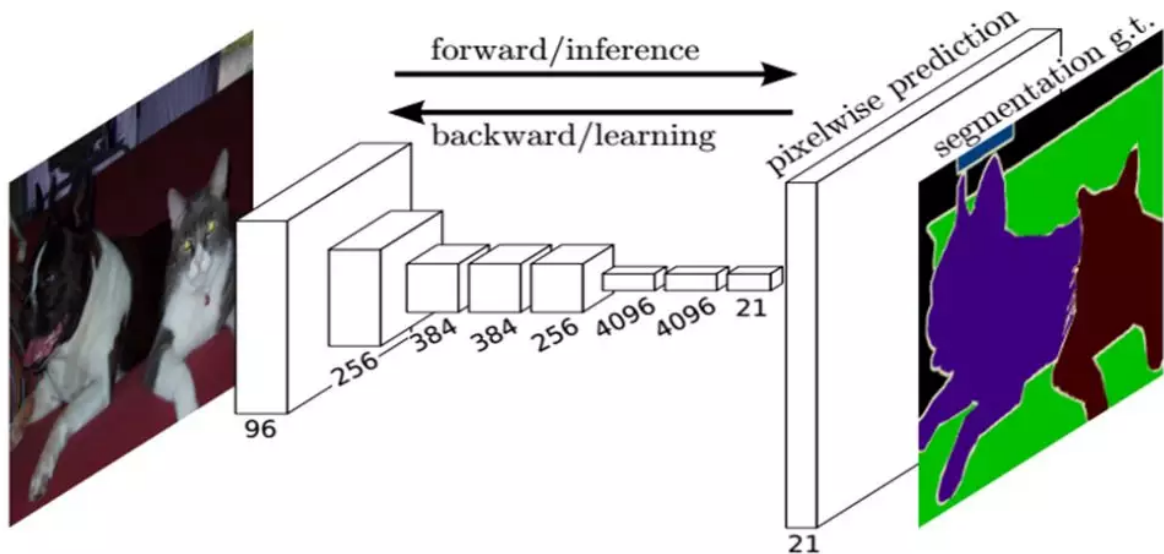 forward/inference
backward/learning
pixelwise prediction
segmentation g.t.
96
256
384
384
256
4096
4096
21
21